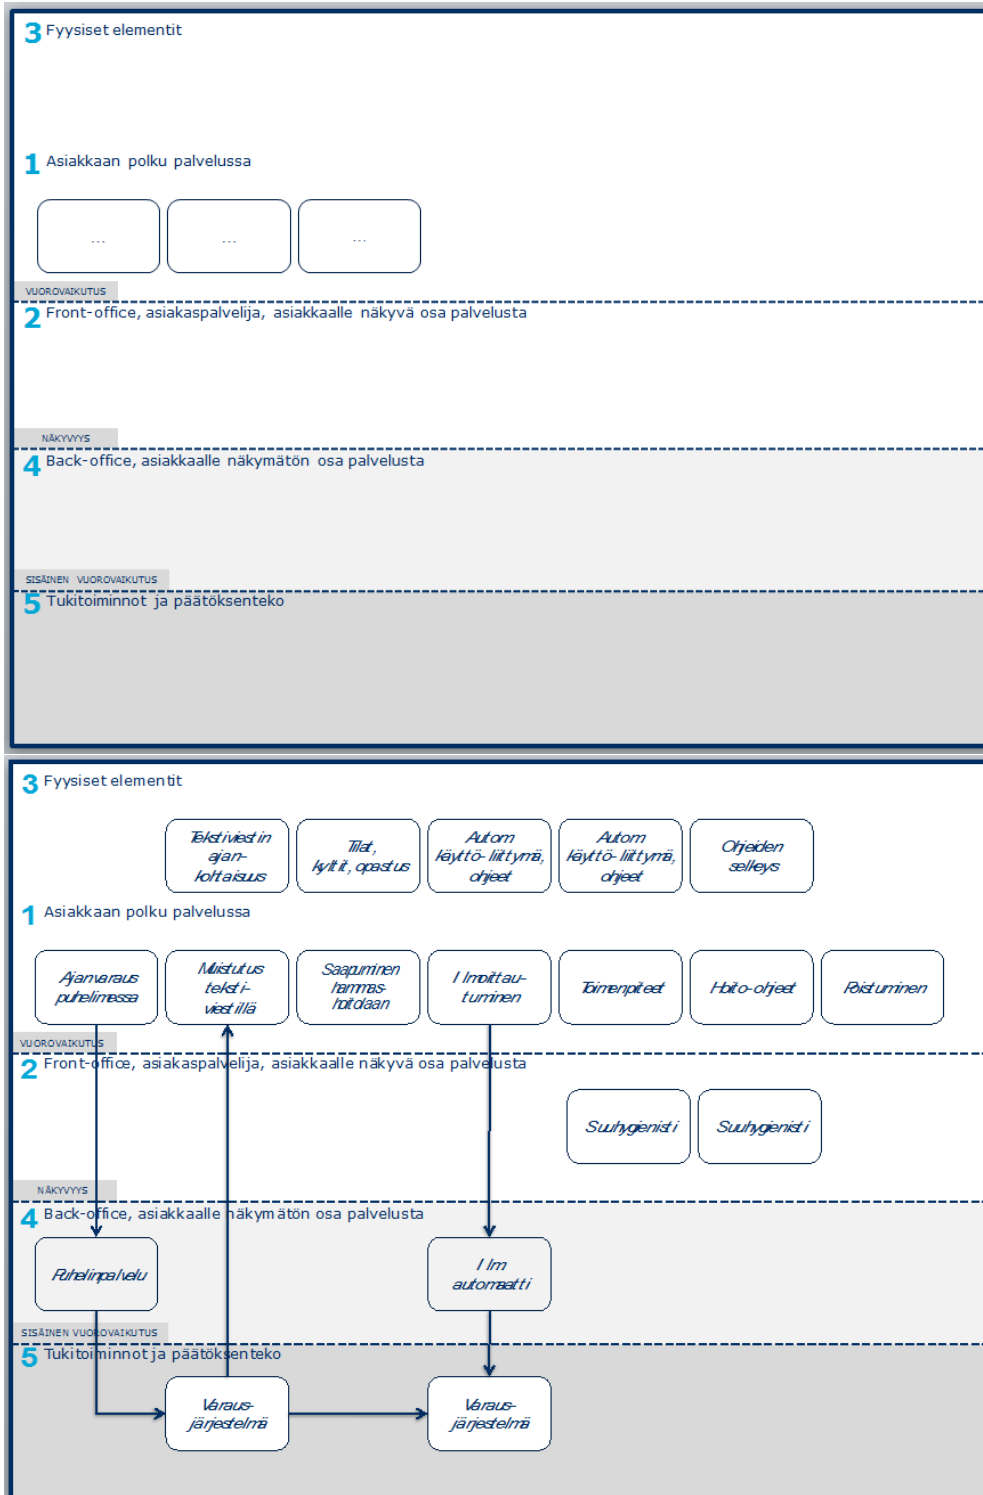 3 Fyysiset elementit
1 Asiakkaan polku palvelussa
... ... ...
VUOROVAIKUTUS
2 Front-office, asiakaspalvelija, asiakkaalle näkyvä osa palvelusta
NÄKYVYYS
4 Back-office, asiakkaalle näkymätön osa palvelusta
SISÄINEN VUOROVAIKUTUS
5 Tukitoiminnot ja päätöksenteko
3 Fyysiset elementit
Tekstiviestin
ajan-
kohtaisuus
Tilat,
kyltit, opastus
Autom
käyttö-liittymä,
ohjeet
Autom
käyttö-liittymä,
ohjeet
Ohjeiden
selkeys
1 Asiakkaan polku palvelussa
Ajanvaraus
puhelimessa
Muistutus
teksti-
viestillä
Saapuminen
hammas-
hoitolaan
Ilmoittau-
tuminen
Toimenpiteet
Hoito-ohjeet
Poistuminen
VUOROVAIKUTUS
2 Front-office, asiakaspalvelija, asiakkaalle näkyvä osa palvelusta
Suuhygienisti
Suuhygienisti
NÄKYVYYS
4 Back-office, asiakkaalle näkymätön osa palvelusta
Puhelinpalvelu
Ilm
automaatti
SISÄINEN VUOROVAIKUTUS
5 Tukitoiminnot ja päätöksenteko
Varaus-
järjestelmä
Varaus-
järjestelmä